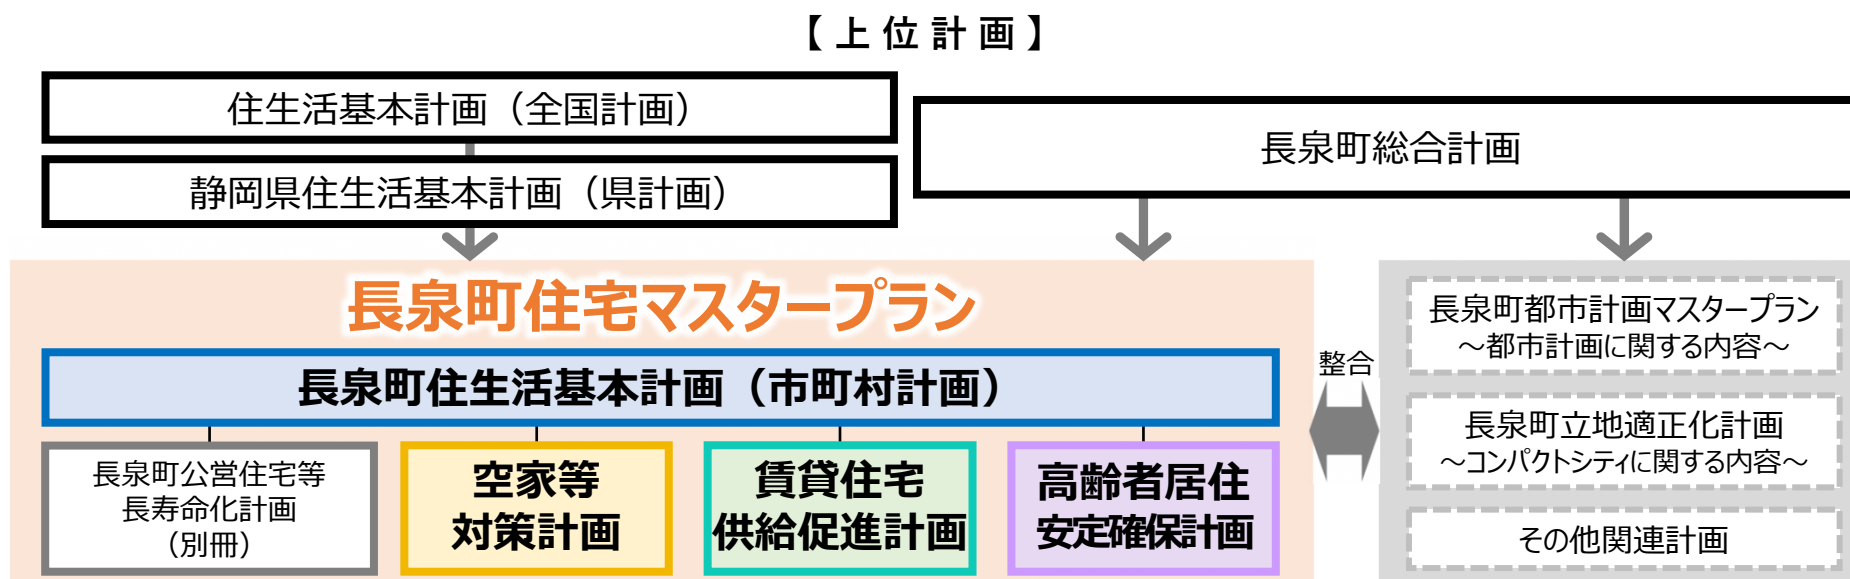 【上位計画】
住生活基本計画（全国計画）
静岡県住生活基本計画（県計画）
長泉町総合計画
長泉町住宅マスタープラン
長泉町住生活基本計画（市町村計画）
長泉町公営住宅等
長寿命化計画
（別冊）
空家等
対策計画
賃貸住宅
供給促進計画
高齢者居住
安定確保計画
整合
長泉町都市計画マスタープラン
～都市計画に関する内容～
長泉町立地適正化計画
～コンパクトシティに関する内容～
その他関連計画